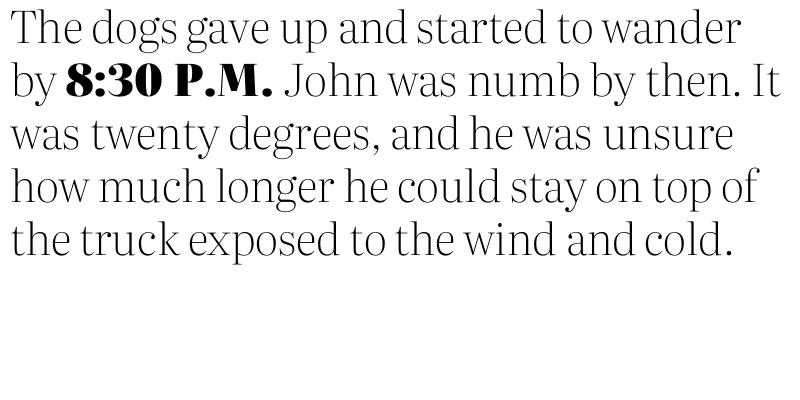 The dogs gave up and started to wander
by 8:30 P.M. John was numb by then. It
was twenty degrees, and he was unsure
how much longer he could stay on top of
the truck exposed to the wind and cold.